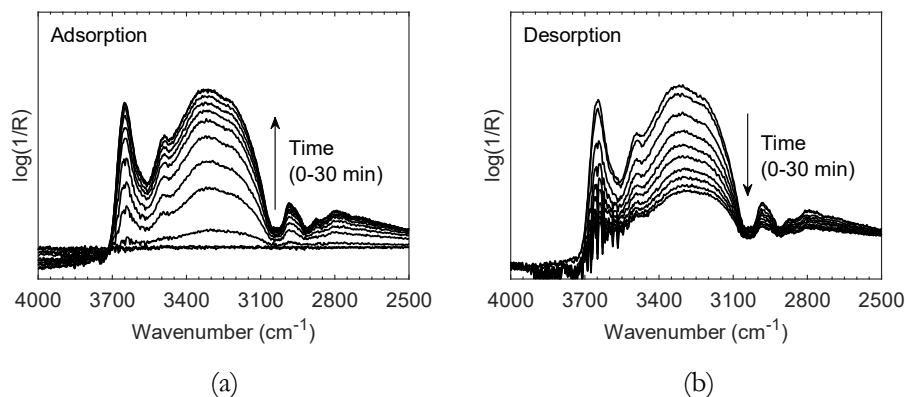 Adsorption
log(1/R)
Time
(0-30 min)
4000 3700 3400 3100 2800 2500
Wavenumber (cm⁻¹)
(a)
Desorption
log(1/R)
Time
(0-30 min)
4000 3700 3400 3100 2800 2500
Wavenumber (cm⁻¹)
(b)